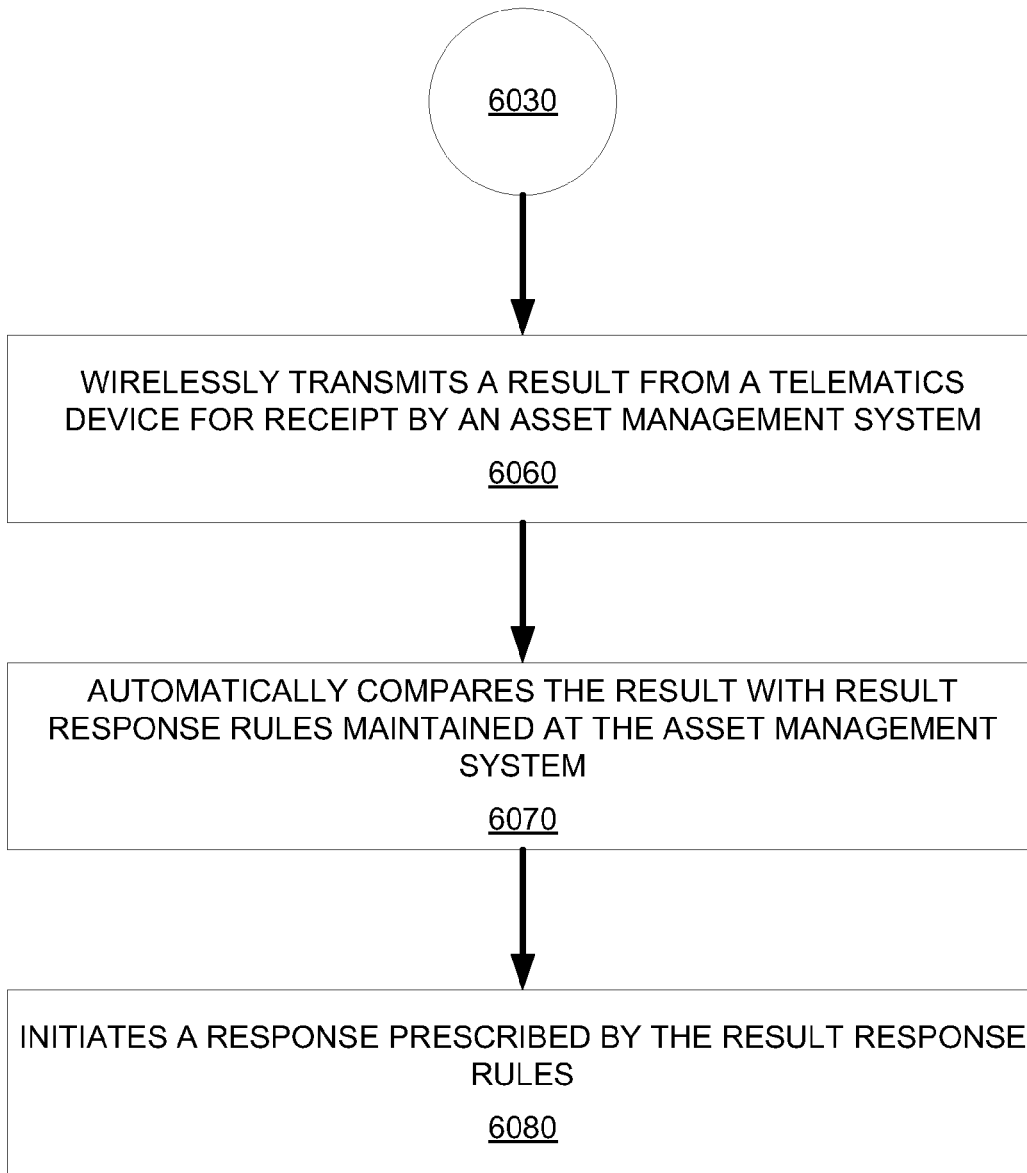 6030
WIRELESSLY TRANSMITS A RESULT FROM A TELEMATICS
DEVICE FOR RECEIPT BY AN ASSET MANAGEMENT SYSTEM
6060
AUTOMATICALLY COMPARES THE RESULT WITH RESULT
RESPONSE RULES MAINTAINED AT THE ASSET MANAGEMENT
SYSTEM
6070
INITIATES A RESPONSE PRESCRIBED BY THE RESULT RESPONSE
RULES
6080